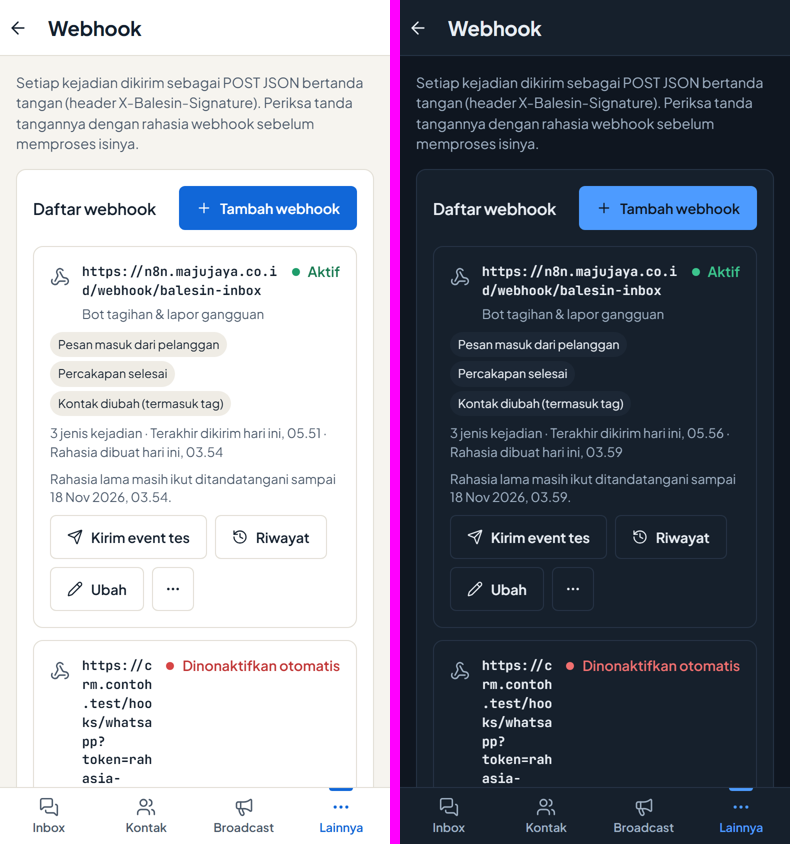 Webhook
Setiap kejadian dikirim sebagai POST JSON bertanda
tangan (header X-Balesin-Signature). Periksa tanda
tangannya dengan rahasia webhook sebelum
memproses isinya.
Daftar webhook
+ Tambah webhook
https://n8n.majujaya.co.i
d/webhook/balesin-inbox
Aktif
Bot tagihan & lapor gangguan
Pesan masuk dari pelanggan
Percakapan selesai
Kontak diubah (termasuk tag)
3 jenis kejadian · Terakhir dikirim hari ini, 05.51 ·
Rahasia dibuat hari ini, 03.54
Rahasia lama masih ikut ditandatangani sampai
18 Nov 2026, 03.54.
Kirim event tes
Riwayat
Ubah
https://c
rm.contoh
.test/hoo
ks/whatsa
pp?
token=rah
asia-
Dinonaktifkan otomatis
Inbox
Kontak
Broadcast
Lainnya
Webhook
Setiap kejadian dikirim sebagai POST JSON bertanda
tangan (header X-Balesin-Signature). Periksa tanda
tangannya dengan rahasia webhook sebelum
memproses isinya.
Daftar webhook
+ Tambah webhook
https://n8n.majujaya.co.i
d/webhook/balesin-inbox
Aktif
Bot tagihan & lapor gangguan
Pesan masuk dari pelanggan
Percakapan selesai
Kontak diubah (termasuk tag)
3 jenis kejadian · Terakhir dikirim hari ini, 05.56 ·
Rahasia dibuat hari ini, 03.59
Rahasia lama masih ikut ditandatangani sampai
18 Nov 2026, 03.59.
Kirim event tes
Riwayat
Ubah
https://c
rm.contoh
.test/hoo
ks/whatsa
pp?
token=rah
asia-
Dinonaktifkan otomatis
Inbox
Kontak
Broadcast
Lainnya